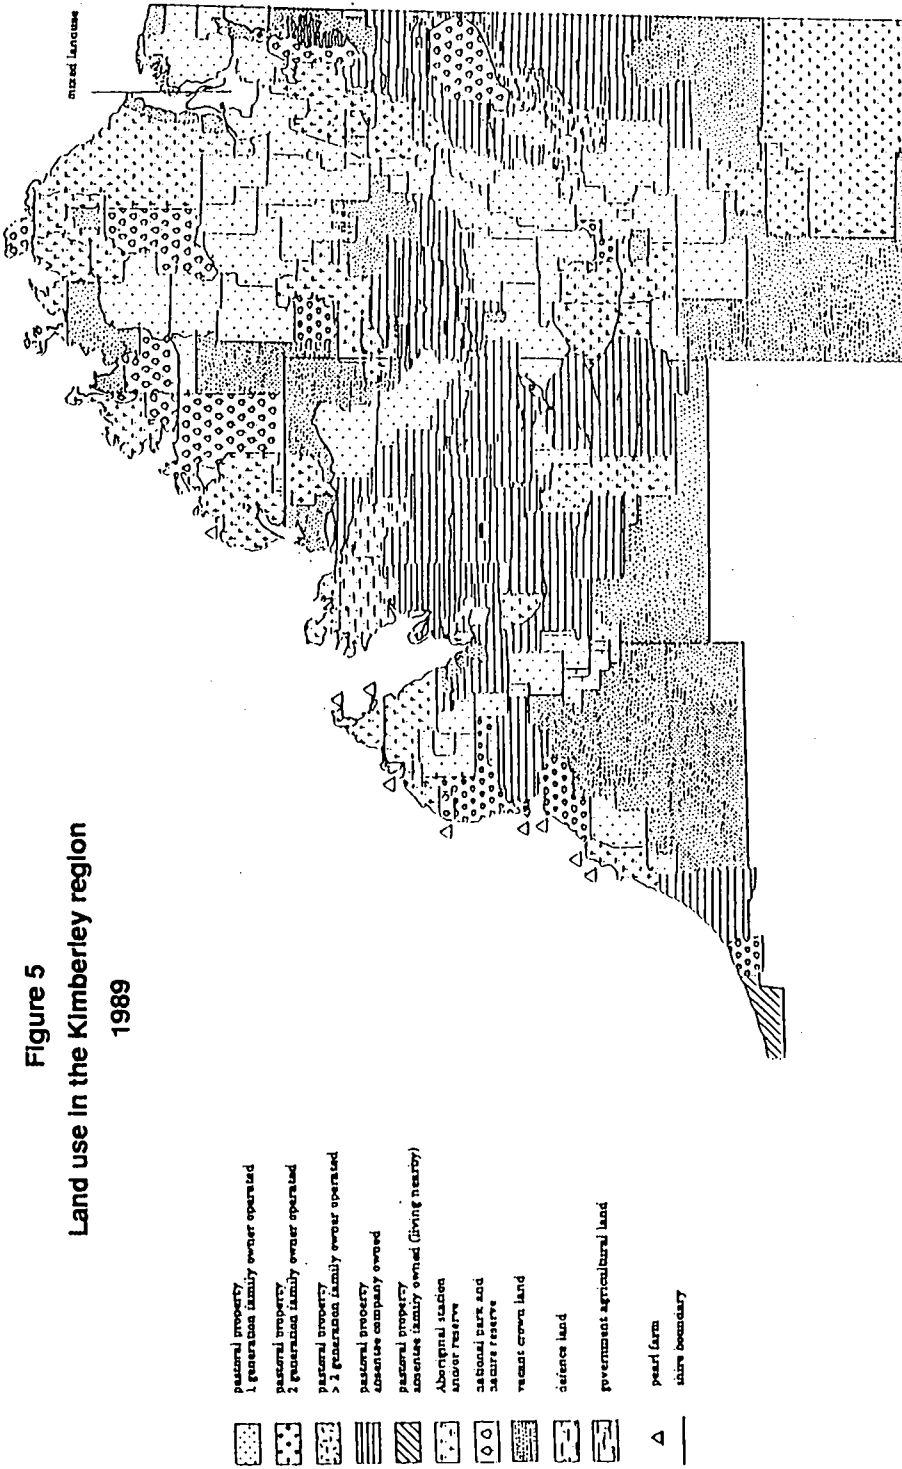 Figure 5
Land use in the Kimberley region
1989
mixed landuse
pastoral property
1 generation family owner operated
pastoral property
2 generation family owner operated
pastoral property
> 2 generation family owner operated
pastoral property
absentee company owned
pastoral property
absentee family owned (living nearby)
Aboriginal station
and/or reserve
national park and
nature reserve
vacant crown land
defence land
government agricultural land
pearl farm
shire boundary